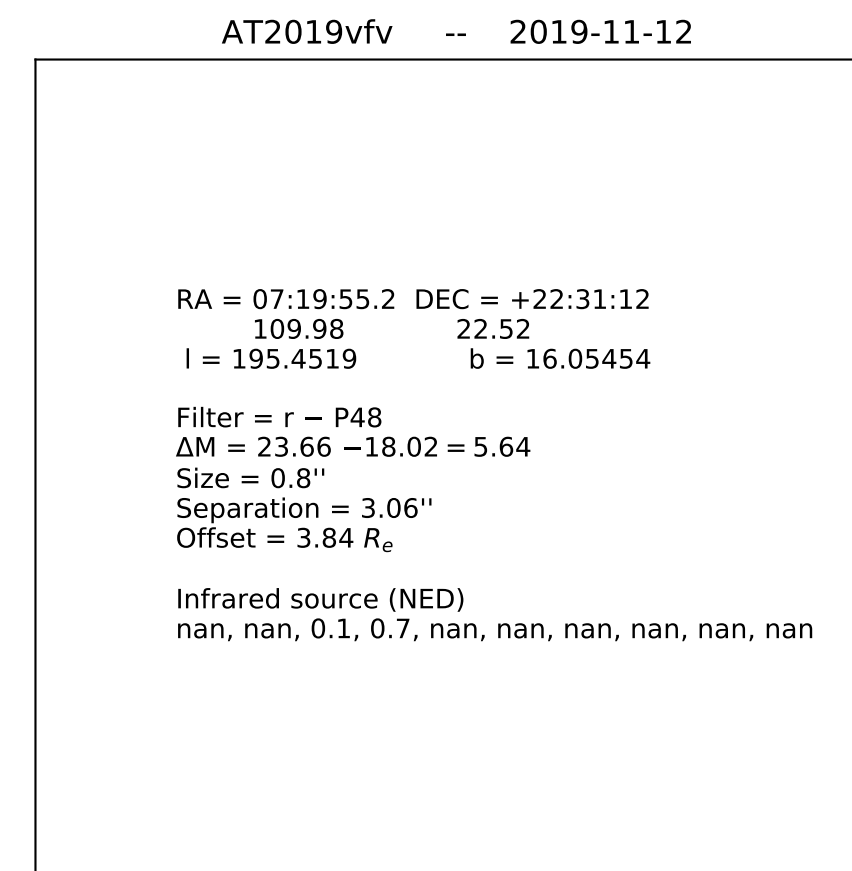 AT2019vfv -- 2019-11-12
RA = 07:19:55.2 DEC = +22:31:12
109.98 22.52
l = 195.4519 b = 16.05454
Filter = r − P48
ΔM = 23.66 −18.02 = 5.64
Size = 0.8''
Separation = 3.06''
Offset = 3.84 Rₑ
Infrared source (NED)
nan, nan, 0.1, 0.7, nan, nan, nan, nan, nan, nan